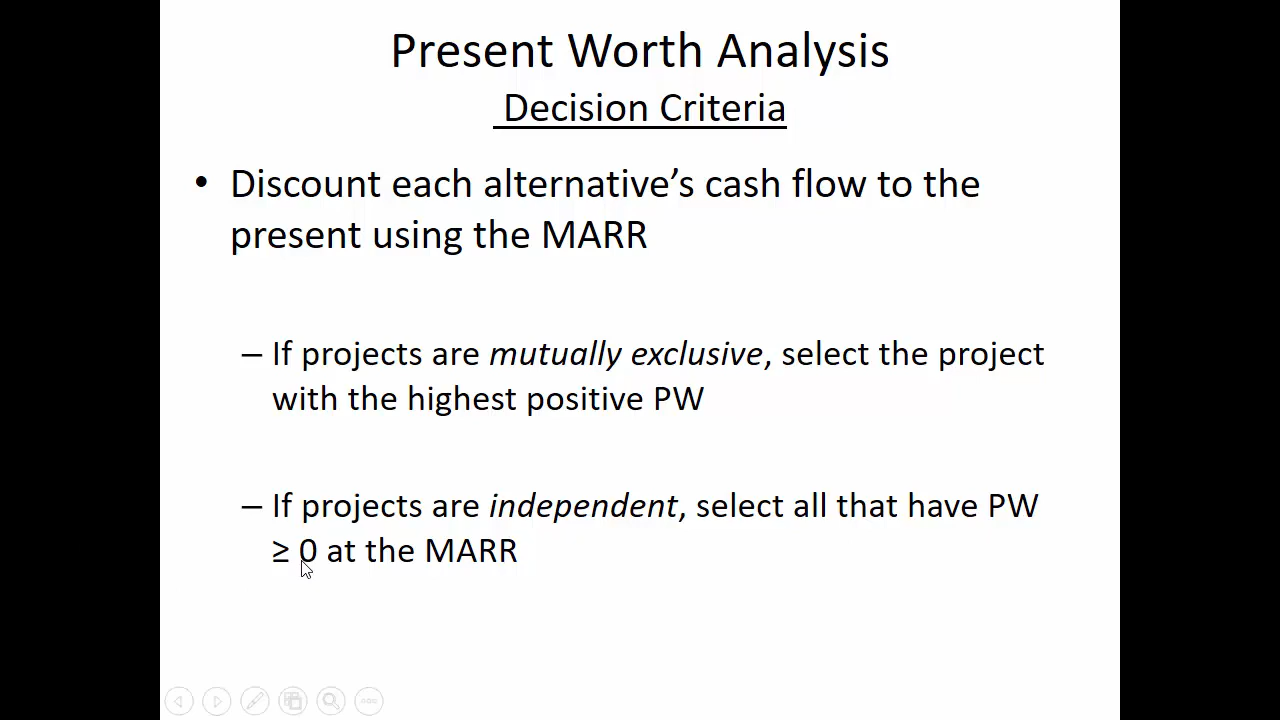 Present Worth Analysis
Decision Criteria
• Discount each alternative’s cash flow to the
present using the MARR
– If projects are mutually exclusive, select the project
with the highest positive PW
– If projects are independent, select all that have PW
≥ 0 at the MARR